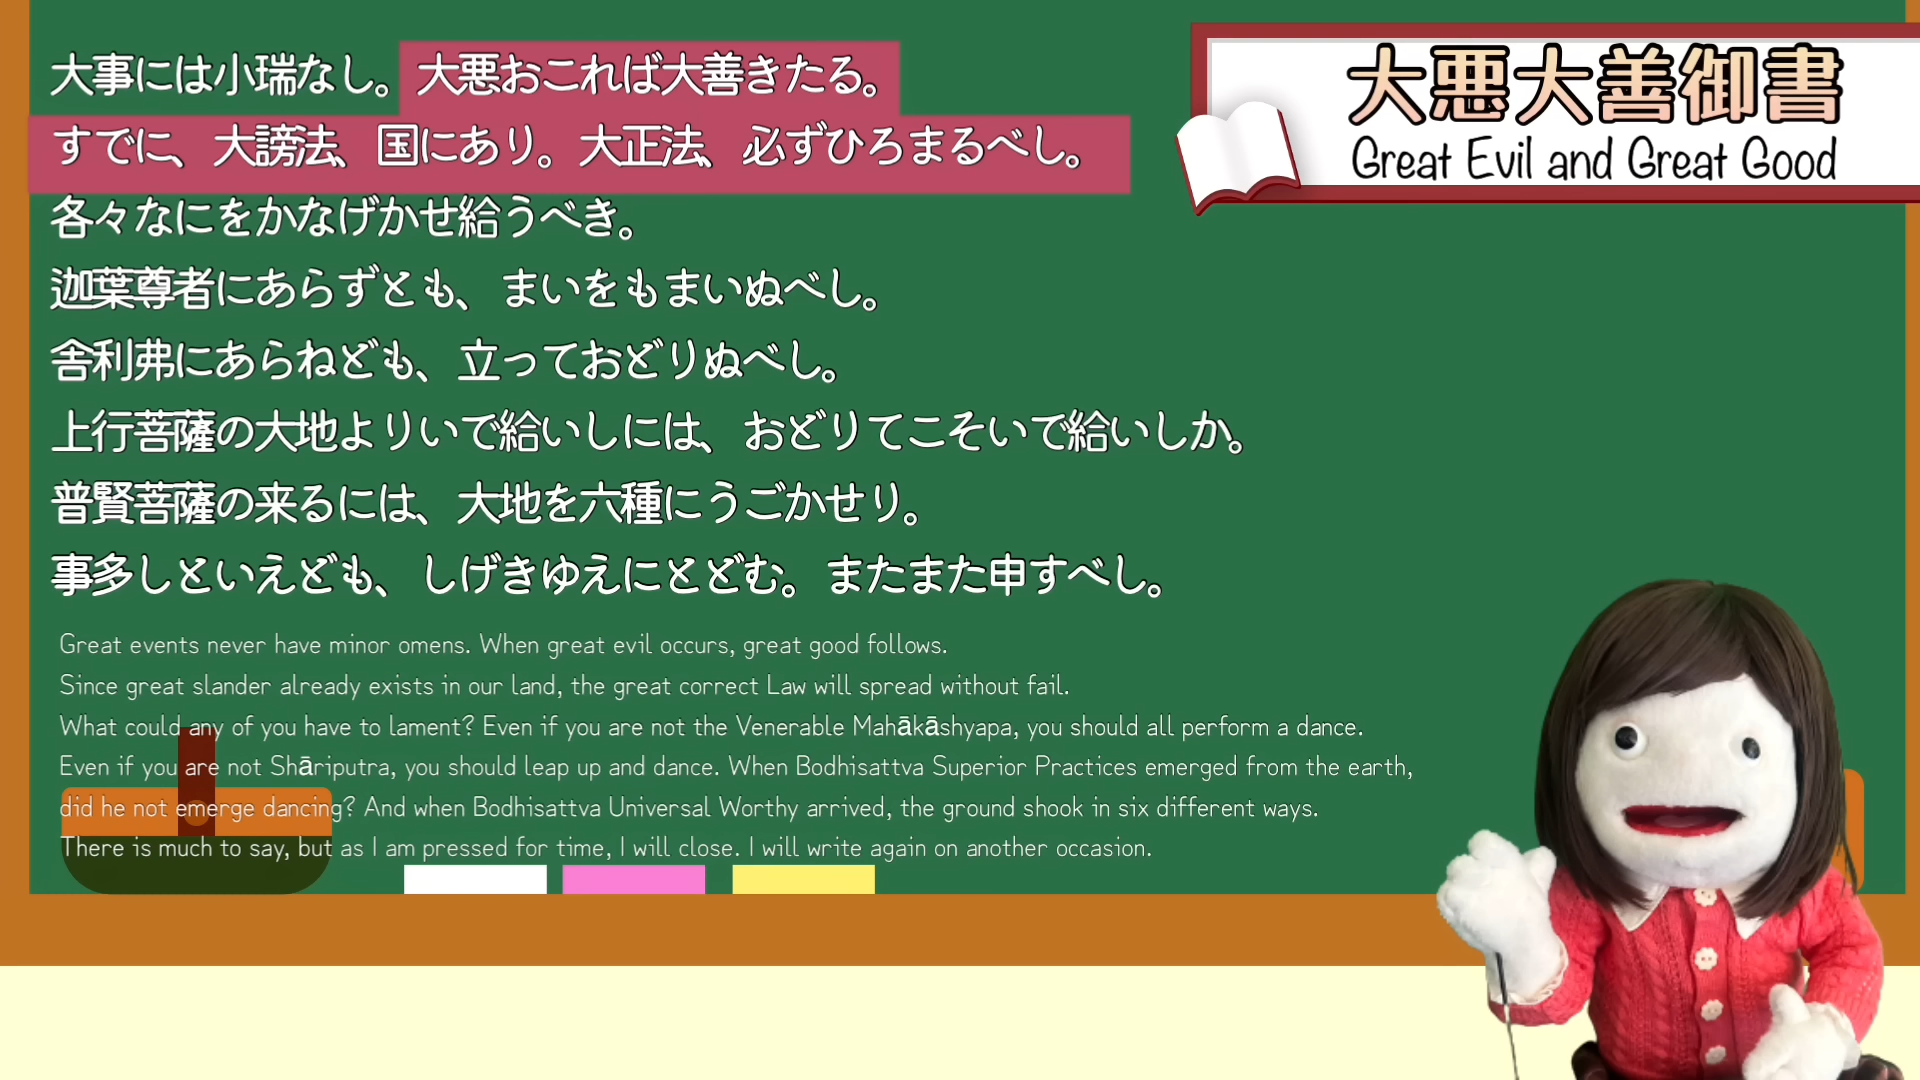 大事には小瑞なし。大悪おこれば大善きたる。
すでに、大謗法、国にあり。大正法、必ずひろまるべし。
各々なにをかなげかせ給うべき。
迦葉尊者にあらずとも、まいをもまいぬべし。
舎利弗にあらねども、立っておどりぬべし。
上行菩薩の大地よりいで給いしには、おどりてこそいで給いしか。
普賢菩薩の来るには、大地を六種にうごかせり。
事多しといえども、しげきゆえにとどむ。またまた申すべし。
Great events never have minor omens. When great evil occurs, great good follows.
Since great slander already exists in our land, the great correct Law will spread without fail.
What could any of you have to lament? Even if you are not the Venerable Mahākāshyapa, you should all perform a dance.
Even if you are not Shāriputra, you should leap up and dance. When Bodhisattva Superior Practices emerged from the earth,
did he not emerge dancing? And when Bodhisattva Universal Worthy arrived, the ground shook in six different ways.
There is much to say, but as I am pressed for time, I will close. I will write again on another occasion.
大悪大善御書
Great Evil and Great Good